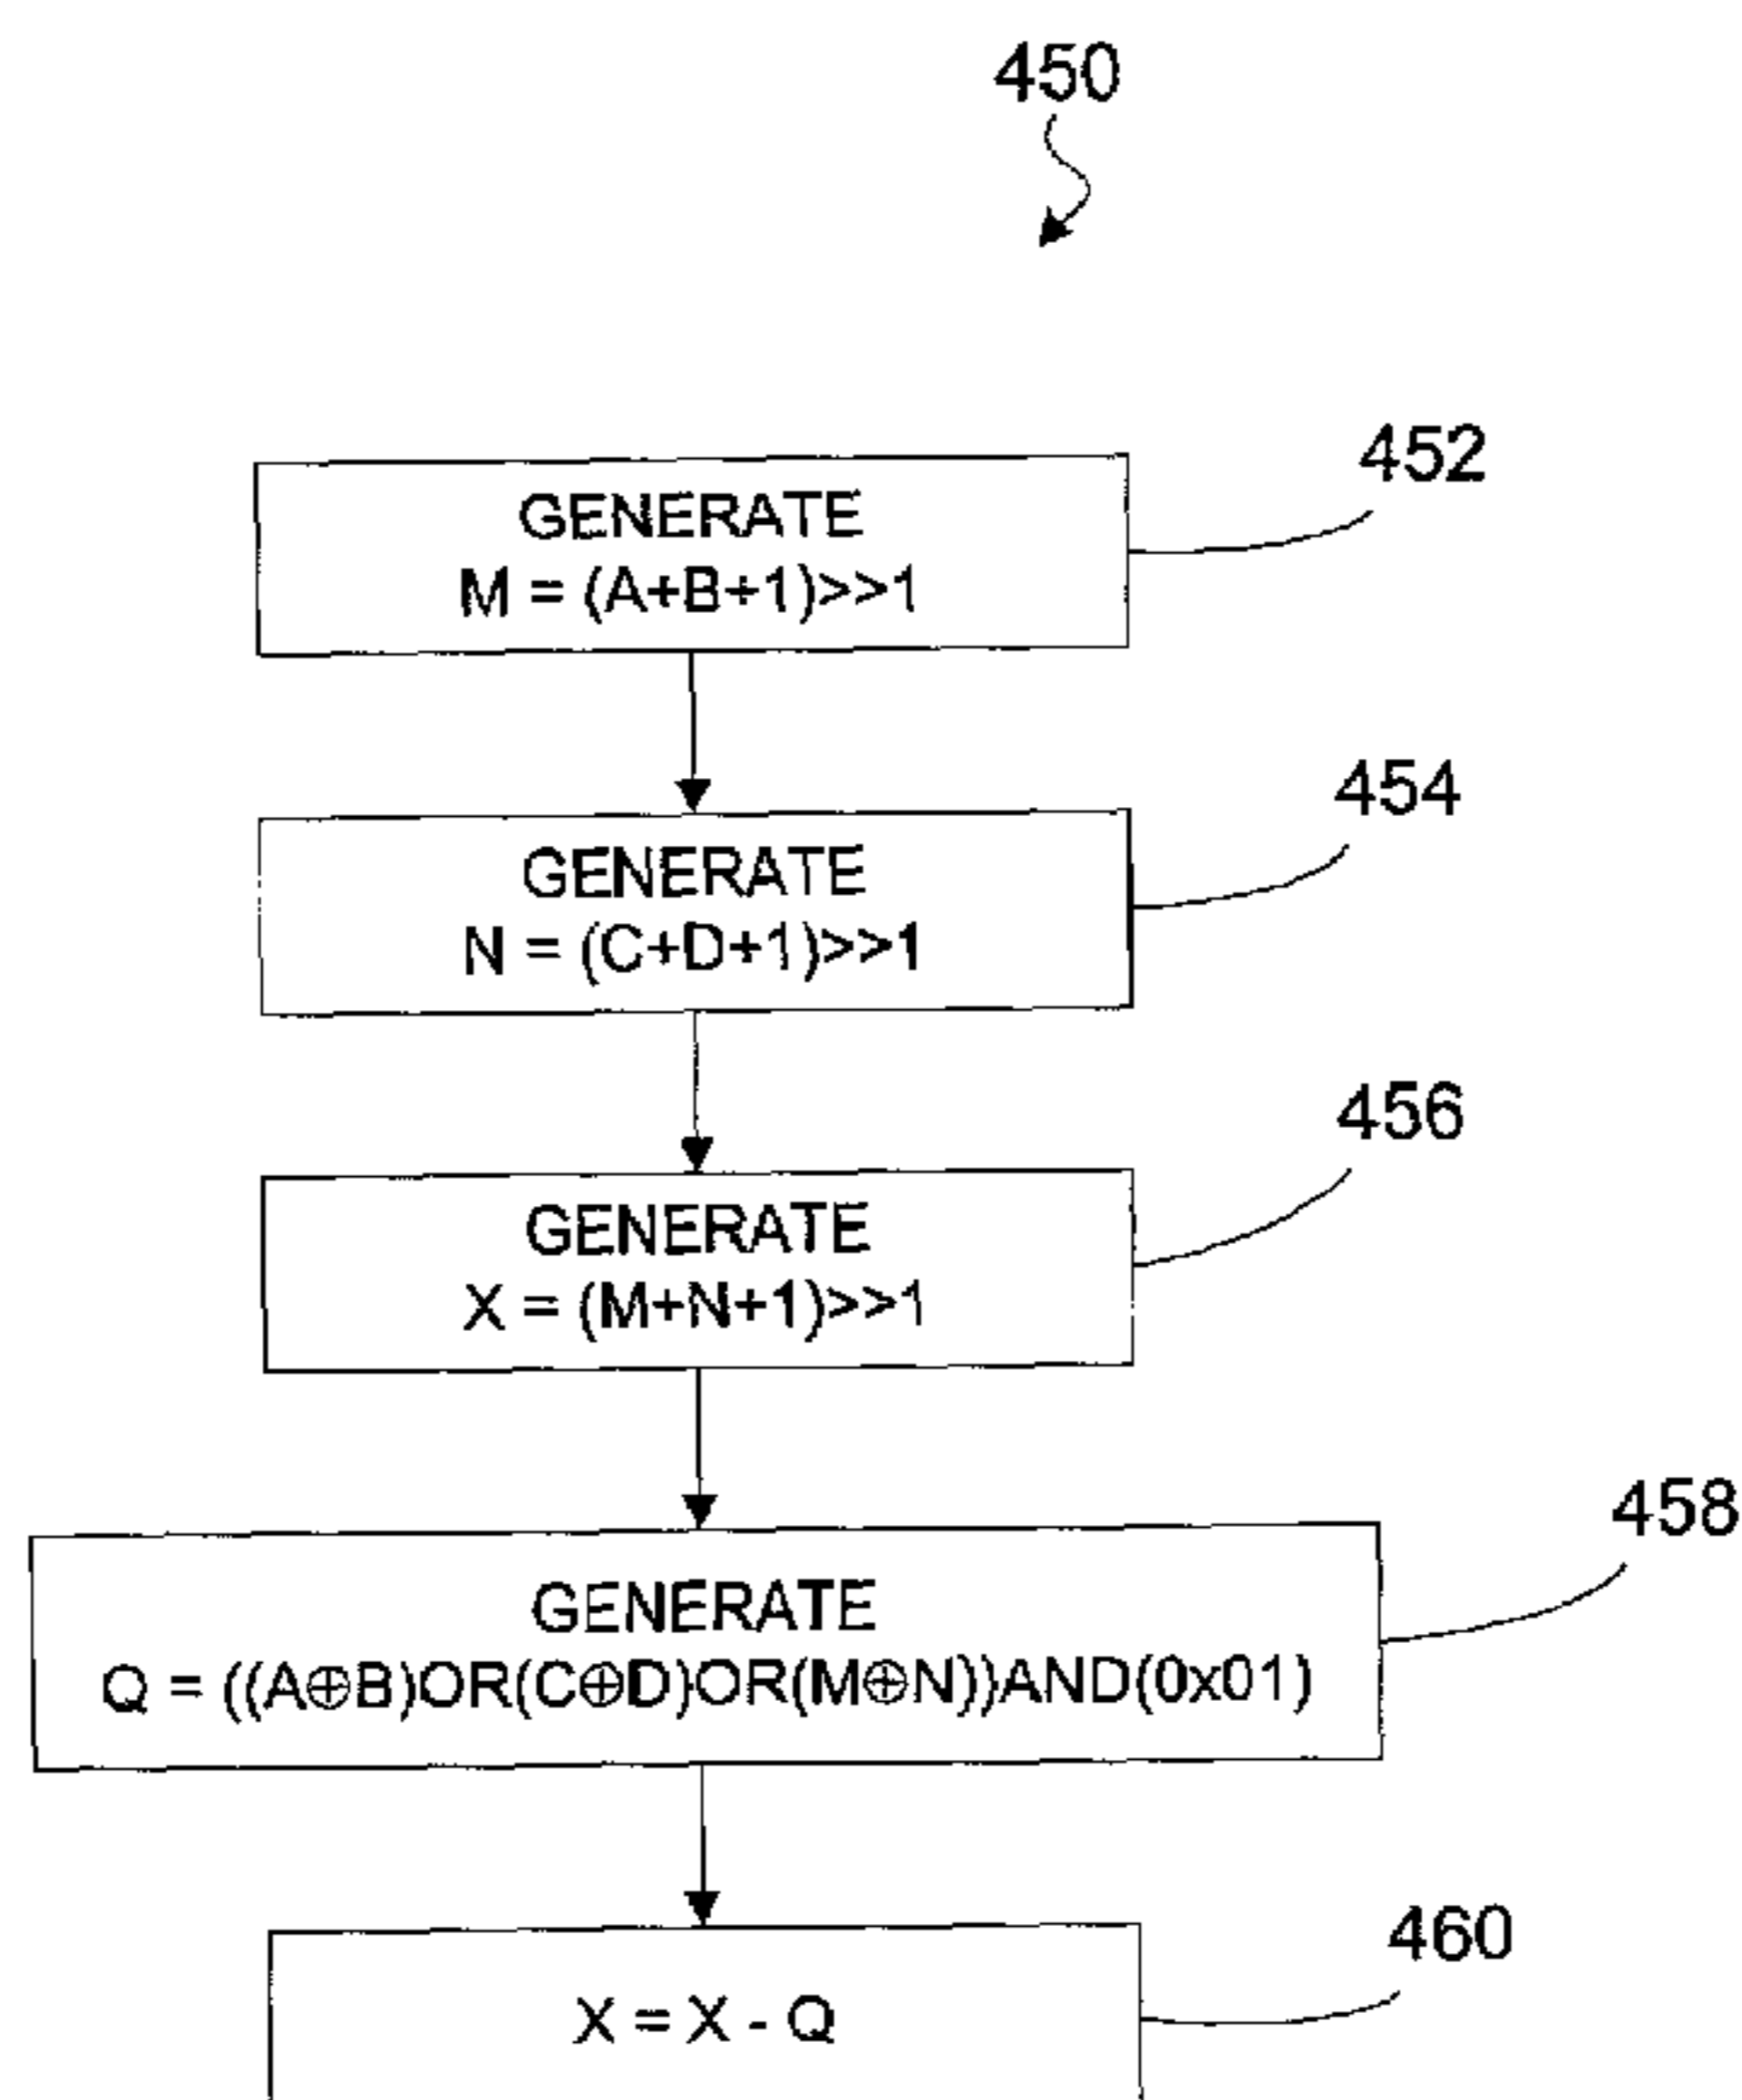 450
452
GENERATE
M = (A+B+1)>>1
454
GENERATE
N = (C+D+1)>>1
456
GENERATE
X = (M+N+1)>>1
458
GENERATE
Q = ((A⊕B)OR(C⊕D)OR(M⊕N))AND(0x01)
460
X = X - Q